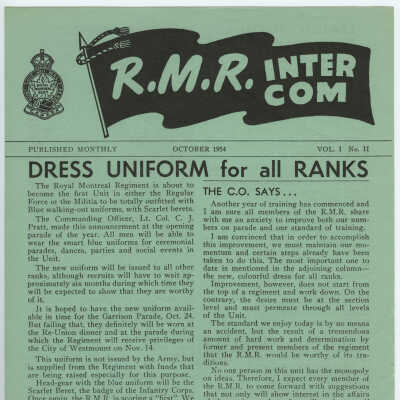 R.M.R. INTER
COM
PUBLISHED MONTHLY OCTOBER 1954 VOL. I No. II
DRESS UNIFORM for all RANKS
The Royal Montreal Regiment is about to
become the first Unit in either the Regular
Force or the Militia to be totally outfitted with
Blue walking-out uniforms, with Scarlet berets.
The Commanding Officer, Lt. Col. C. J.
Pratt, made this announcement at the opening
parade of the year. All men will be able to
wear the smart blue uniforms for ceremonial
parades, dances, parties and social events in
the Unit.
The new uniform will be issued to all other
ranks, although recruits will have to wait ap-
proximately six months during which time they
will be expected to show that they are worthy
of it.
It is hoped to have the new uniform avail-
able in time for the Garrison Parade, Oct. 24.
But failing that, they definitely will be worn at
the Re-Union dinner and at the parade during
which the Regiment will receive privileges of
the City of Westmount on Nov. 14.
This uniform is not issued by the Army, but
is supplied from the Regiment with funds that
are being raised especially for this purpose.
Head-gear with the blue uniform will be the
Scarlet Beret, the badge of the Infantry Corps.
Once again, the R.M.R. is scoring a "first". We
THE C.O. SAYS . . .
Another year of training has commenced and
I am sure all members of the R.M.R. share
with me an anxiety to improve both our num-
bers on parade and our standard of training.
I am convinced that in order to accomplish
this improvement, we must maintain our mo-
mentum and certain steps already have been
taken to do this. The most important one to
date is mentioned in the adjoining column—
the new, colourful dress for all ranks.
Improvement, however, does not start from
the top of a regiment and work down. On the
contrary, the desire must be at the section
level and must permeate through all levels
of the Unit.
The standard we enjoy today is by no means
an accident, but the result of a tremendous
amount of hard work and determination by
former and present members of the regiment
that the R.M.R. would be worthy of its tra-
ditions.
No one person in this unit has the monopoly
on ideas. Therefore, I expect every member of
the R.M.R. to come forward with suggestions
that not only will show interest in the affairs